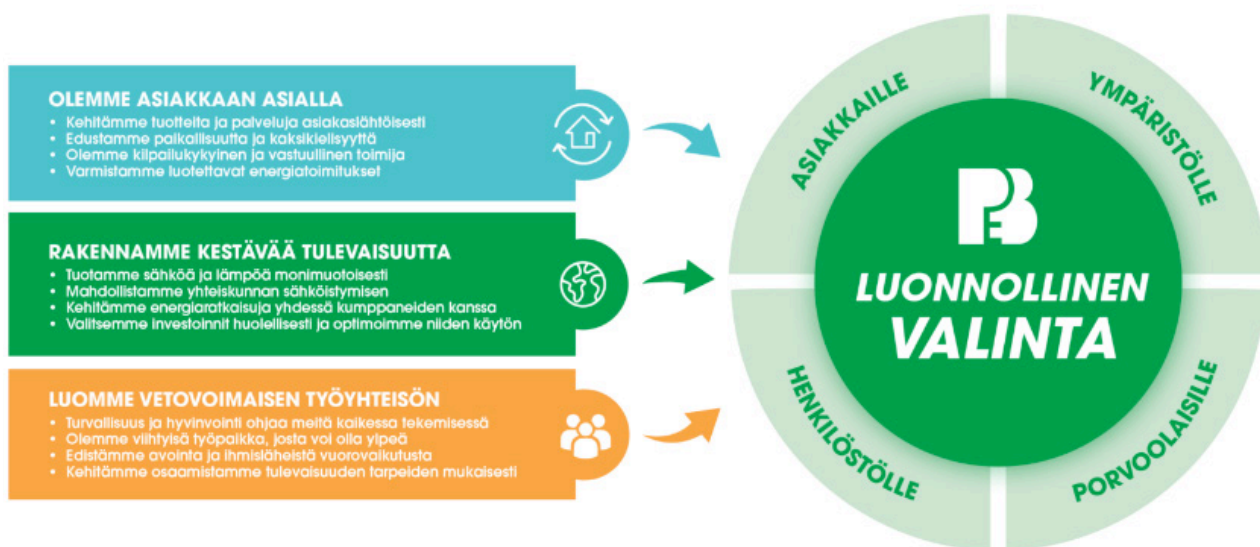 OLEMME ASIAKKAAN ASIALLA
• Kehitämme tuotteita ja palveluja asiakaslähtöisesti
• Edustamme paikallisuutta ja kaksikielisyyttä
• Olemme kilpailukykyinen ja vastuullinen toimija
• Varmistamme luotettavat energiatoimitukset
RAKENNAMME KESTÄVÄÄ TULEVAISUUTTA
• Tuotamme sähköä ja lämpöä monimuotoisesti
• Mahdollistamme yhteiskunnan sähköistymisen
• Kehitämme energiaratkaisuja yhdessä kumppaneiden kanssa
• Valitsemme investoinnit huolellisesti ja optimoimme niiden käytön
LUOMME VETOVOIMAISEN TYÖYHTEISÖN
• Turvallisuus ja hyvinvointi ohjaa meitä kaikessa tekemisessä
• Olemme viihtyisä työpaikka, josta voi olla ylpeä
• Edistämme avointa ja ihmisläheistä vuorovaikutusta
• Kehitämme osaamistamme tulevaisuuden tarpeiden mukaisesti
ASIAKKAILLE
YMPÄRISTÖLLE
PEB
LUONNOLLINEN
VALINTA
HENKILÖSTÖLLE
PORVOOLAISILLE